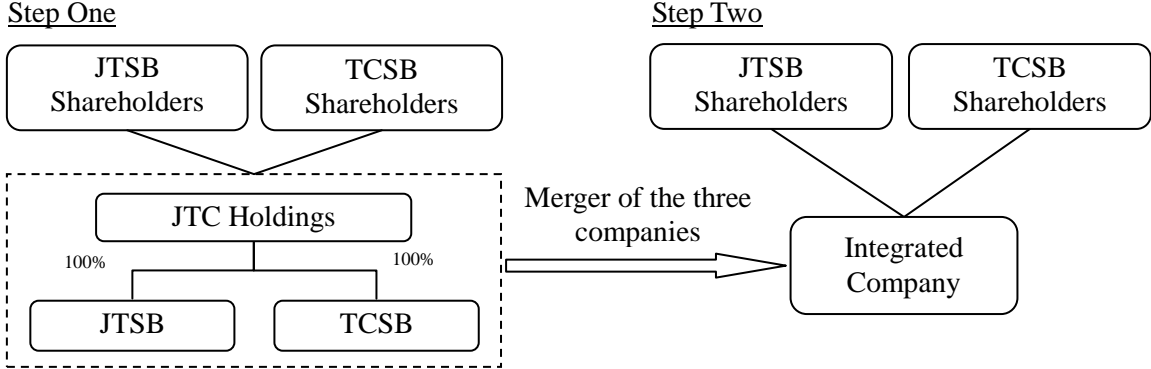 Step One
JTSB
Shareholders
TCSB
Shareholders
JTC Holdings
100%
100%
JTSB
TCSB
Merger of the three
companies
Step Two
JTSB
Shareholders
TCSB
Shareholders
Integrated
Company